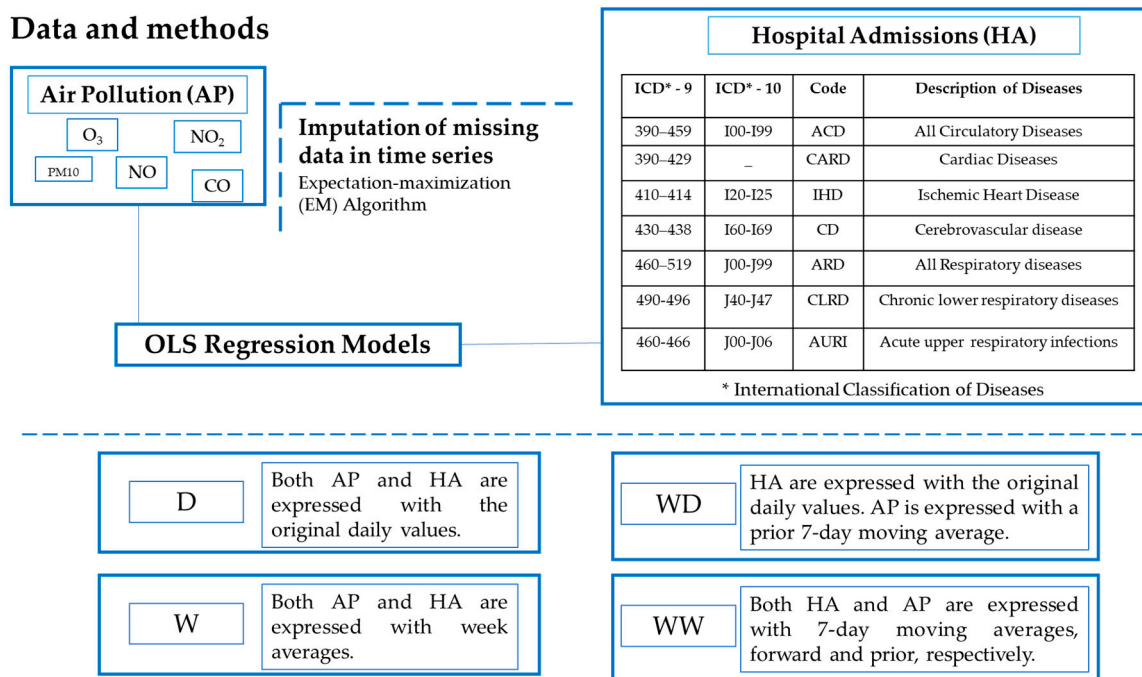 Data and methods
Air Pollution (AP)
O3
NO2
PM10
NO
CO
Imputation of missing
data in time series
Expectation-maximization
(EM) Algorithm
OLS Regression Models
Hospital Admissions (HA)
ICD* - 9 ICD* - 10 Code Description of Diseases
390–459 I00-I99 ACD All Circulatory Diseases
390–429 _ CARD Cardiac Diseases
410–414 I20-I25 IHD Ischemic Heart Disease
430–438 I60-I69 CD Cerebrovascular disease
460–519 J00-J99 ARD All Respiratory diseases
490-496 J40-J47 CLRD Chronic lower respiratory diseases
460-466 J00-J06 AURI Acute upper respiratory infections
* International Classification of Diseases
D
Both AP and HA are
expressed with the
original daily values.
WD
HA are expressed with the original
daily values. AP is expressed with a
prior 7-day moving average.
W
Both AP and HA are
expressed with week
averages.
WW
Both HA and AP are expressed
with 7-day moving averages,
forward and prior, respectively.